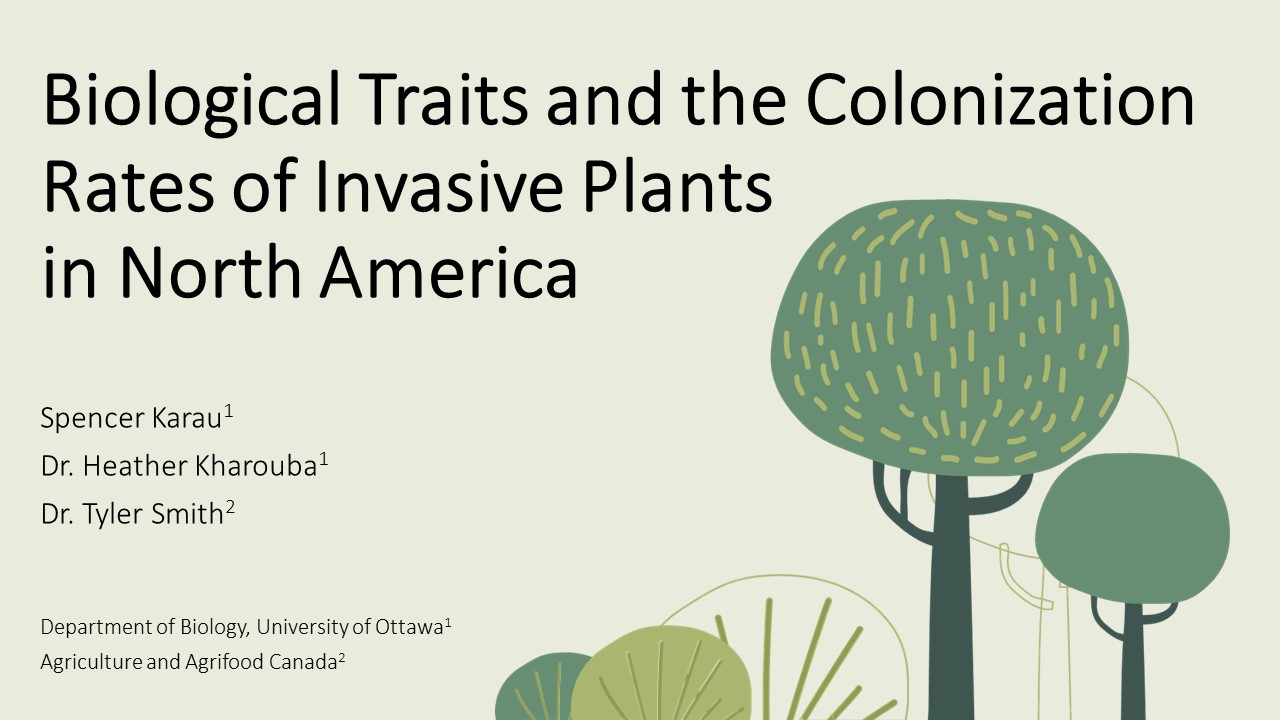 Biological Traits and the Colonization
Rates of Invasive Plants
in North America
Spencer Karau¹
Dr. Heather Kharouba¹
Dr. Tyler Smith²
Department of Biology, University of Ottawa¹
Agriculture and Agrifood Canada²